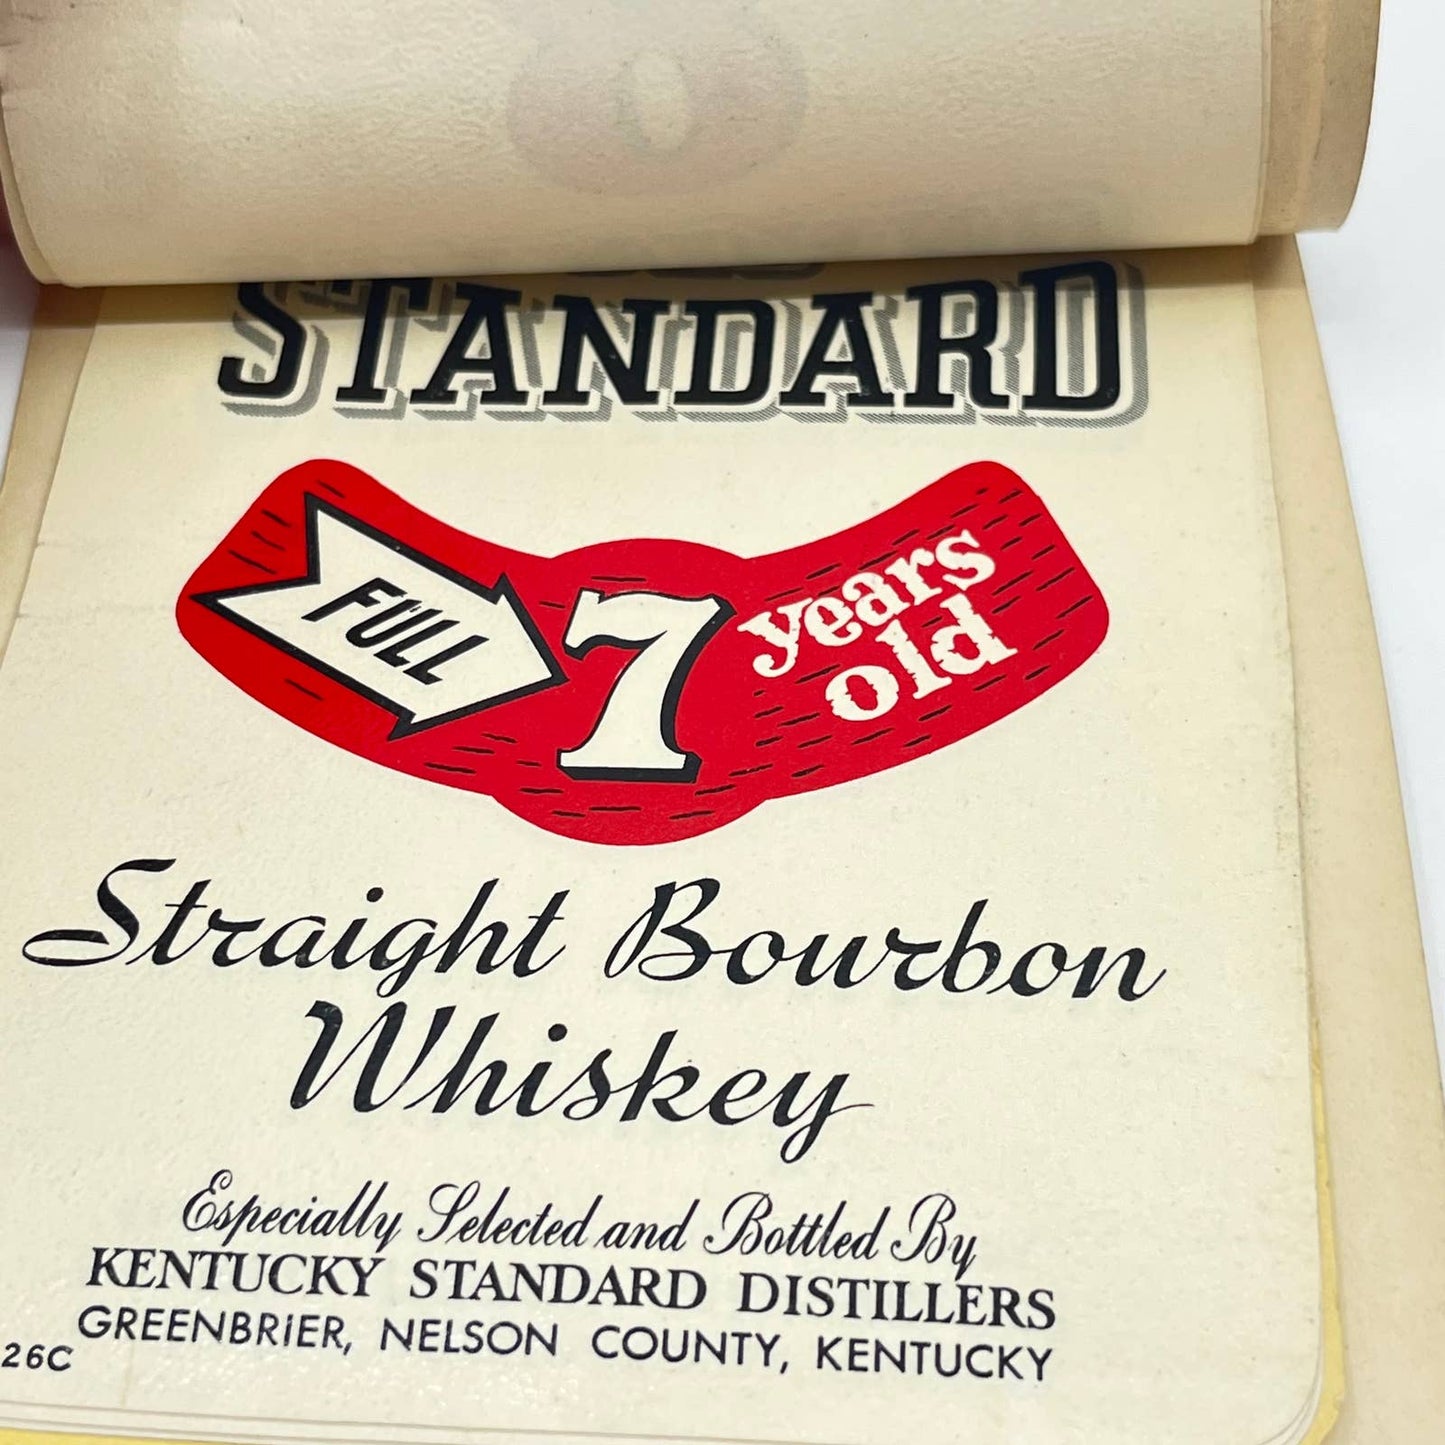 STANDARD
FULL
7
years
old
Straight Bourbon
Whiskey
Especially Selected and Bottled By
KENTUCKY STANDARD DISTILLERS
GREENBRiER, NELSON COUNTY, KENTUCKY
26C